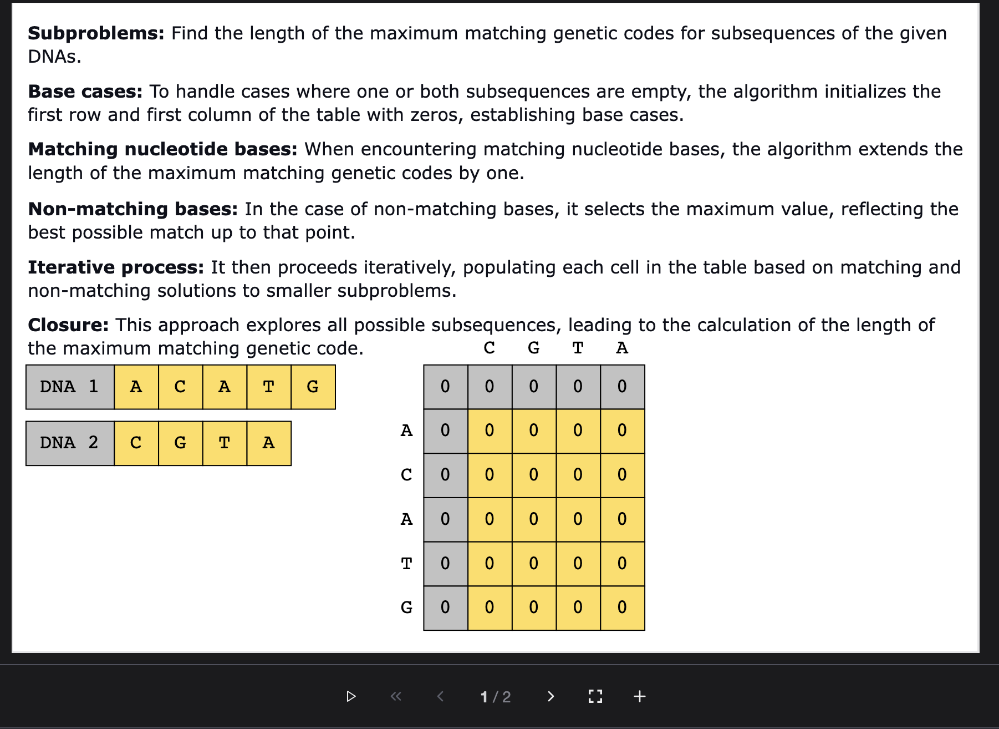 Subproblems: Find the length of the maximum matching genetic codes for subsequences of the given
DNAs.
Base cases: To handle cases where one or both subsequences are empty, the algorithm initializes the
first row and first column of the table with zeros, establishing base cases.
Matching nucleotide bases: When encountering matching nucleotide bases, the algorithm extends the
length of the maximum matching genetic codes by one.
Non-matching bases: In the case of non-matching bases, it selects the maximum value, reflecting the
best possible match up to that point.
Iterative process: It then proceeds iteratively, populating each cell in the table based on matching and
non-matching solutions to smaller subproblems.
Closure: This approach explores all possible subsequences, leading to the calculation of the length of
the maximum matching genetic code.
DNA 1 A C A T G
DNA 2 C G T A
C G T A
0 0 0 0 0
A 0 0 0 0 0
C 0 0 0 0 0
A 0 0 0 0 0
T 0 0 0 0 0
G 0 0 0 0 0
1 / 2